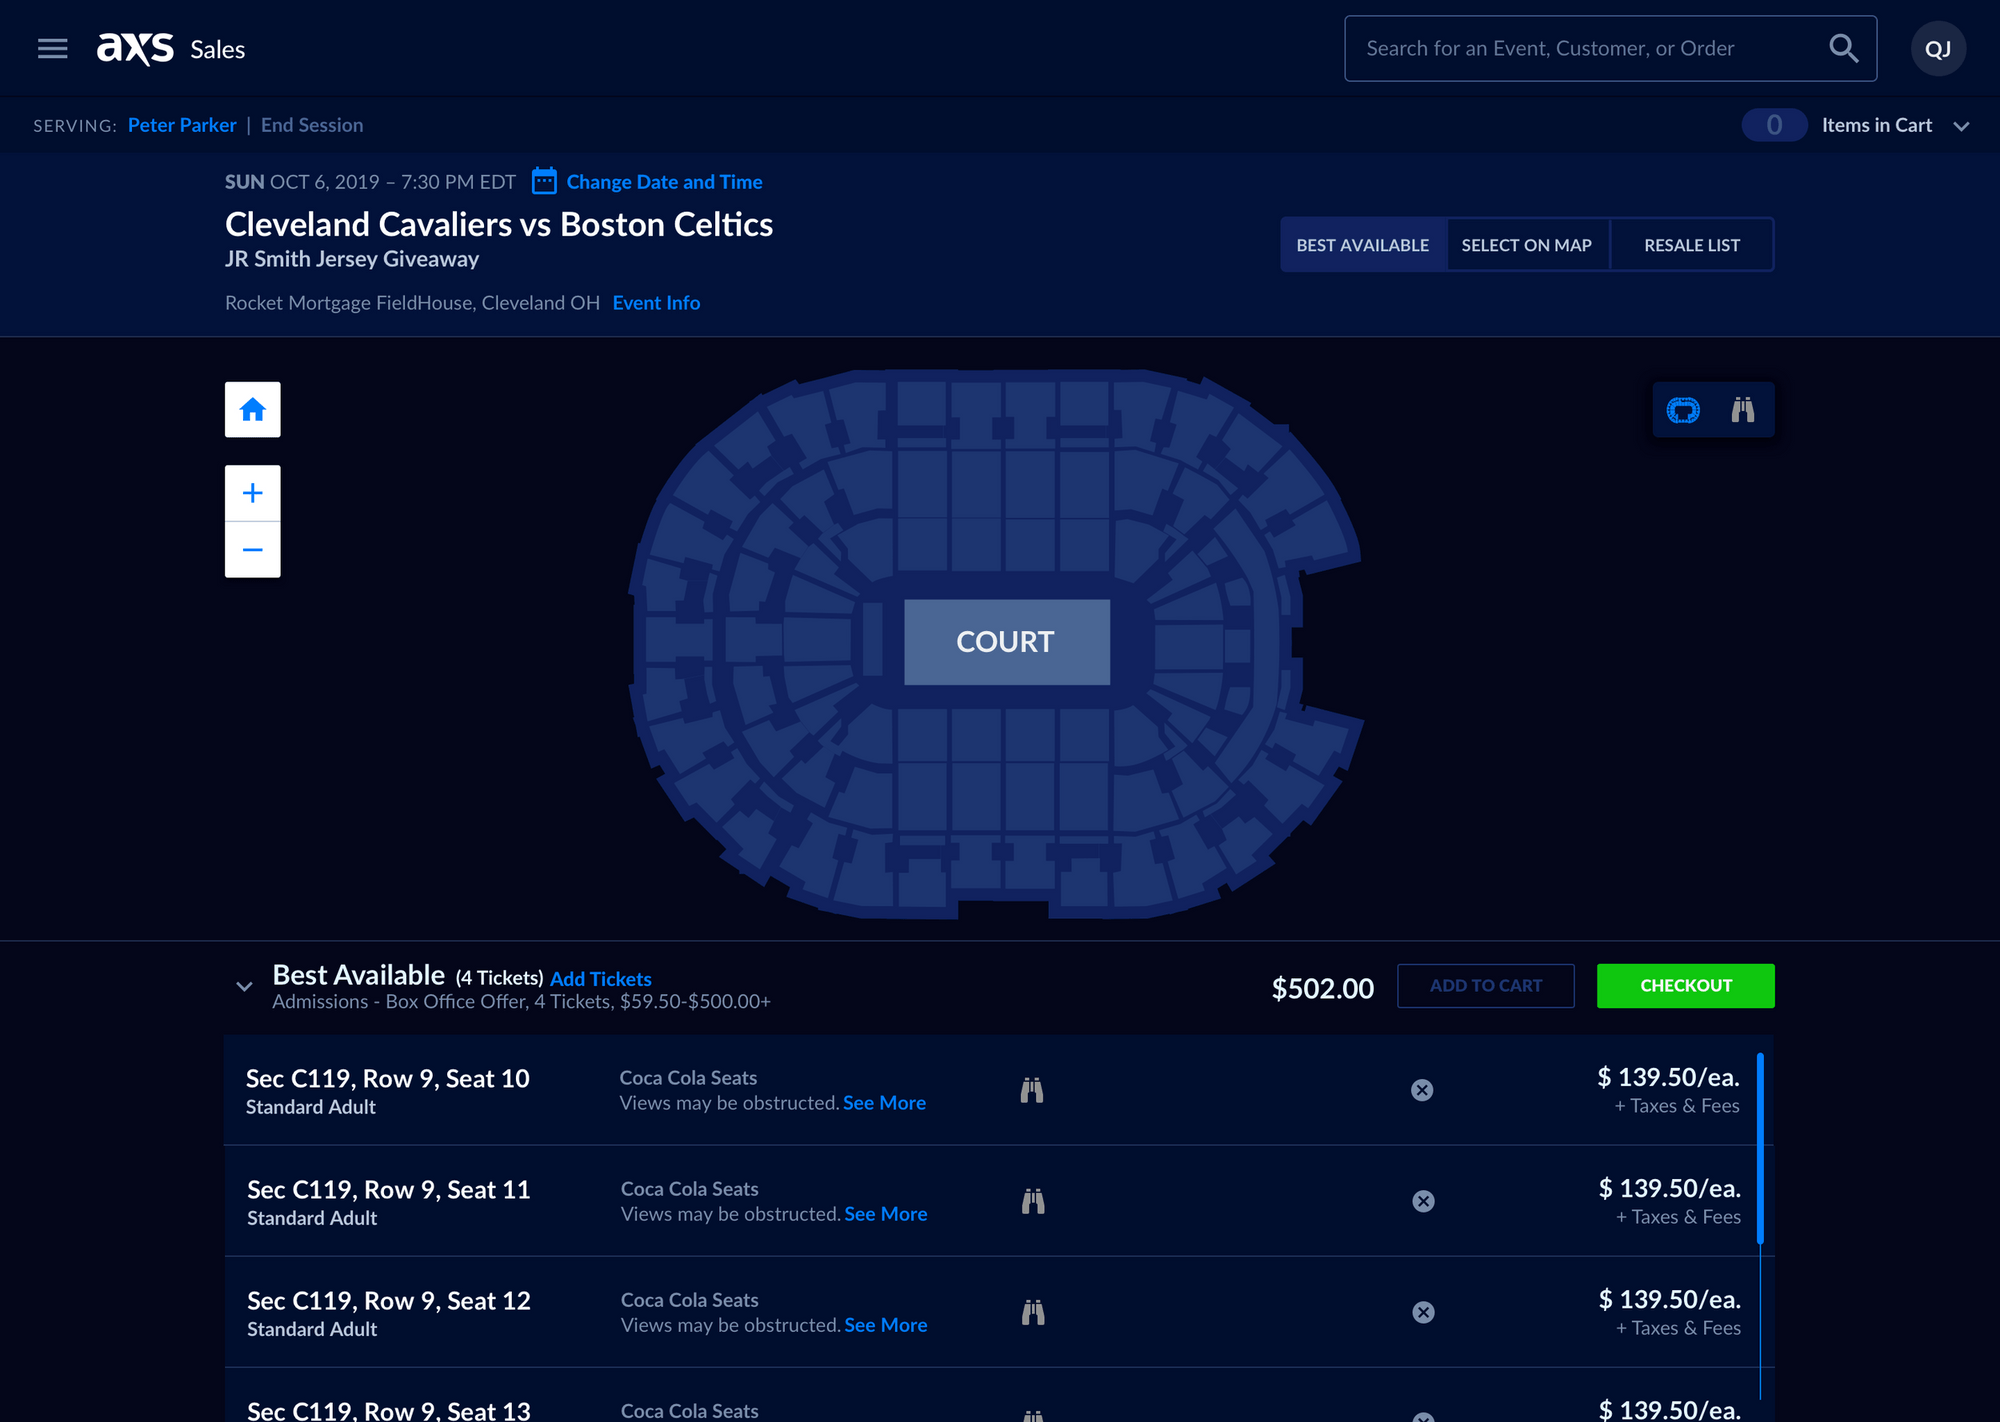 axs Sales
Search for an Event, Customer, or Order
QJ
SERVING: Peter Parker | End Session
0 Items in Cart
SUN OCT 6, 2019 – 7:30 PM EDT Change Date and Time
Cleveland Cavaliers vs Boston Celtics
JR Smith Jersey Giveaway
Rocket Mortgage FieldHouse, Cleveland OH Event Info
BEST AVAILABLE SELECT ON MAP RESALE LIST
COURT
Best Available (4 Tickets) Add Tickets
Admissions - Box Office Offer, 4 Tickets, $59.50-$500.00+
$502.00 ADD TO CART CHECKOUT
Sec C119, Row 9, Seat 10
Standard Adult
Coca Cola Seats
Views may be obstructed. See More
$ 139.50/ea.
+ Taxes & Fees
Sec C119, Row 9, Seat 11
Standard Adult
Coca Cola Seats
Views may be obstructed. See More
$ 139.50/ea.
+ Taxes & Fees
Sec C119, Row 9, Seat 12
Standard Adult
Coca Cola Seats
Views may be obstructed. See More
$ 139.50/ea.
+ Taxes & Fees
Sec C119, Row 9, Seat 13
Coca Cola Seats
$ 139.50/ea.